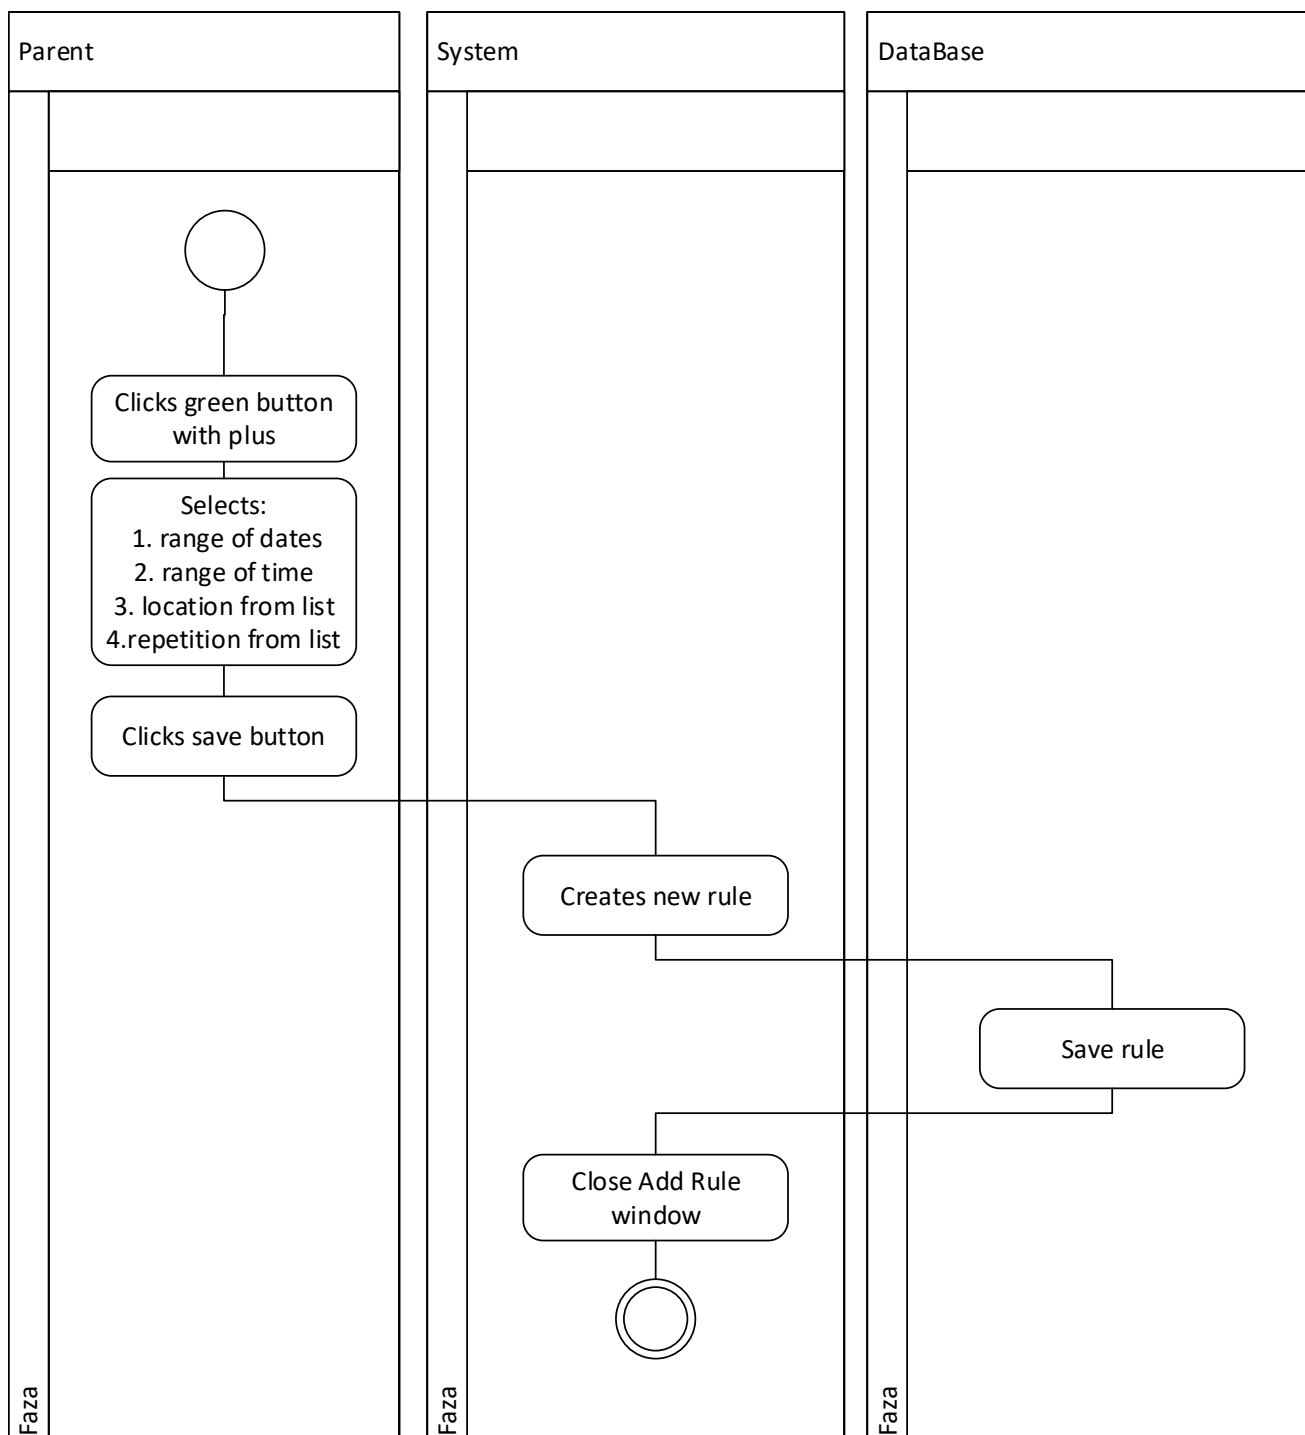 Parent
System
DataBase
Clicks green button
with plus
Selects:
1. range of dates
2. range of time
3. location from list
4.repetition from list
Clicks save button
Creates new rule
Save rule
Close Add Rule
window
Faza
Faza
Faza